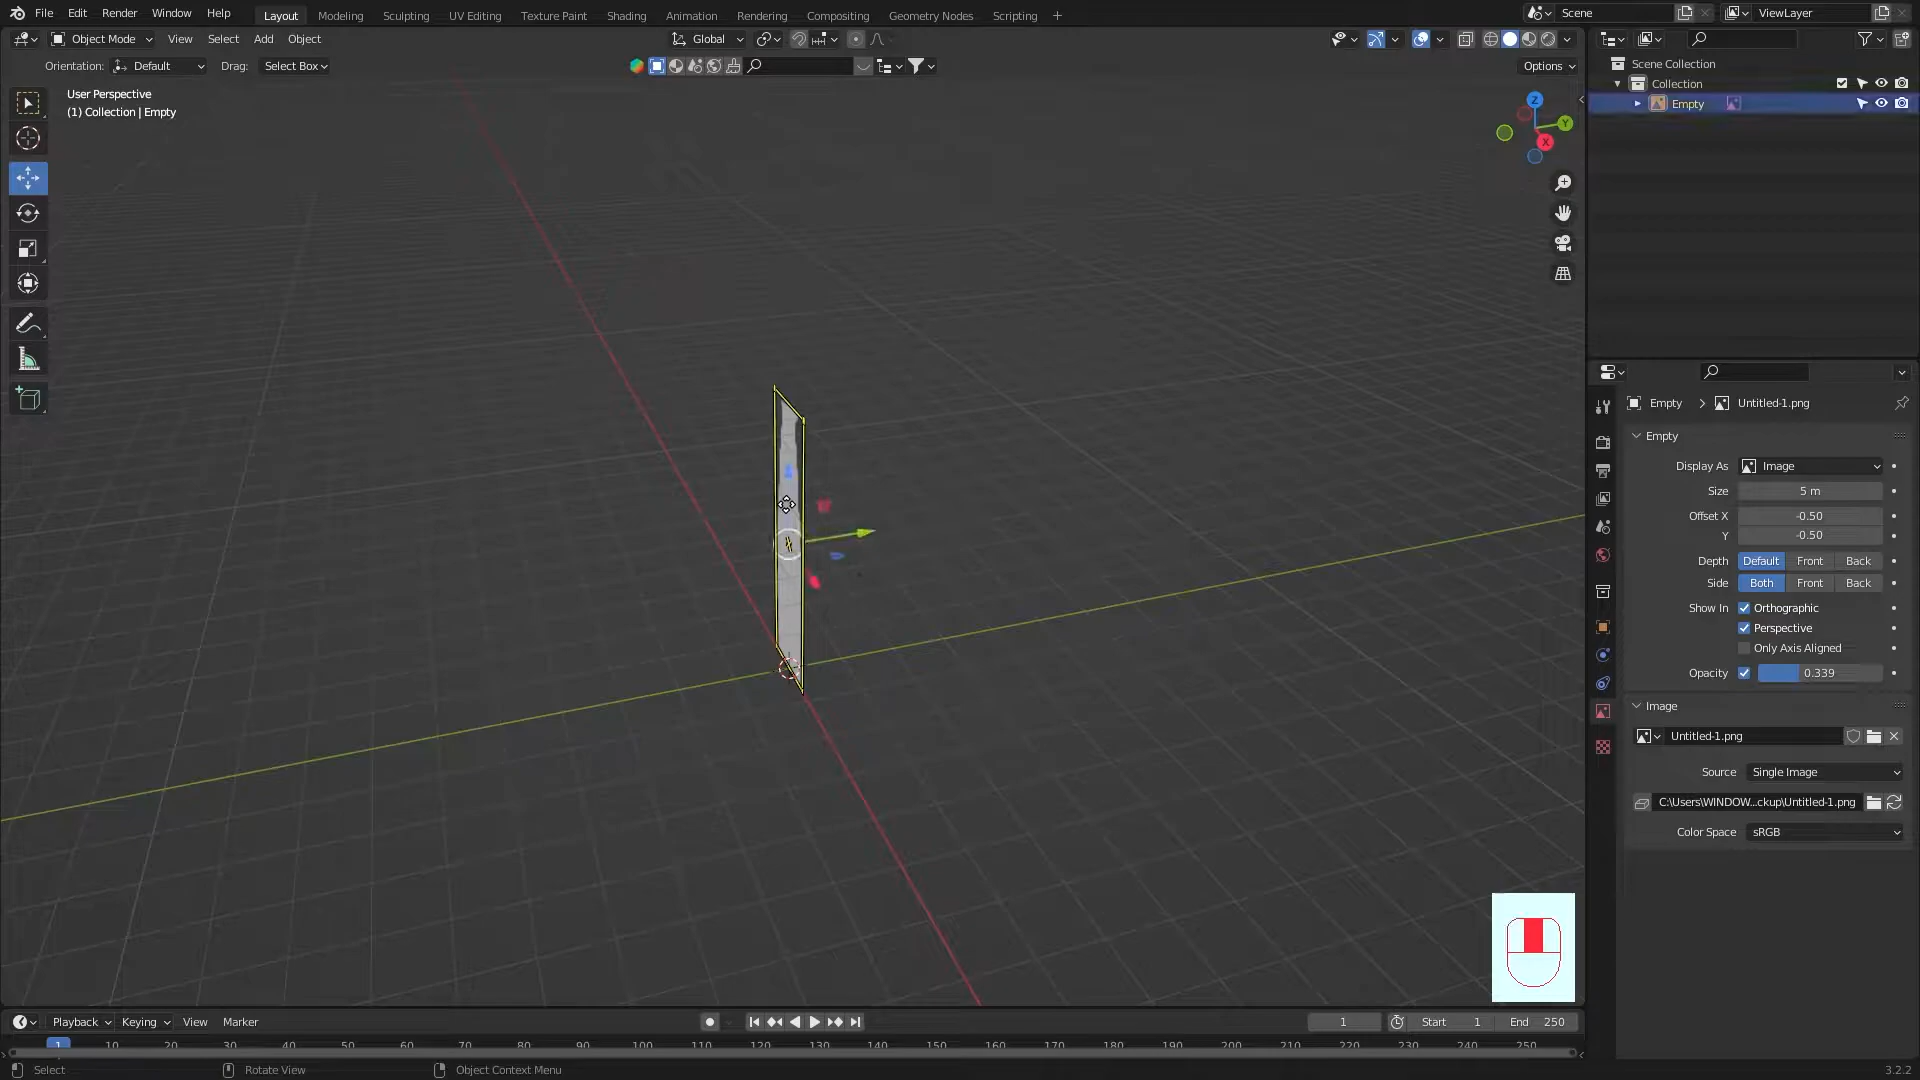 File Edit Render Window Help Layout Modeling Sculpting UV Editing Texture Paint Shading Animation Rendering Compositing Geometry Nodes Scripting + Scene ViewLayer
Object Mode View Select Add Object Global
Orientation: Default Drag: Select Box Options
User Perspective
(1) Collection | Empty
Z
Y
X
Scene Collection
Collection
Empty
Empty > Untitled-1.png
Empty
Display As Image
Size 5 m
Offset X -0.50
Y -0.50
Depth Default Front Back
Side Both Front Back
Show In Orthographic
Perspective
Only Axis Aligned
Opacity 0.339
Image
Untitled-1.png
Source Single Image
C:\Users\WINDOW...ckup\Untitled-1.png
Color Space sRGB
Playback Keying View Marker 1 Start 1 End 250
1 10 20 30 40 50 60 70 80 90 100 110 120 130 140 150 160 170 180 190 200 210 220 230 240 250
Select Rotate View Object Context Menu 3.2.2